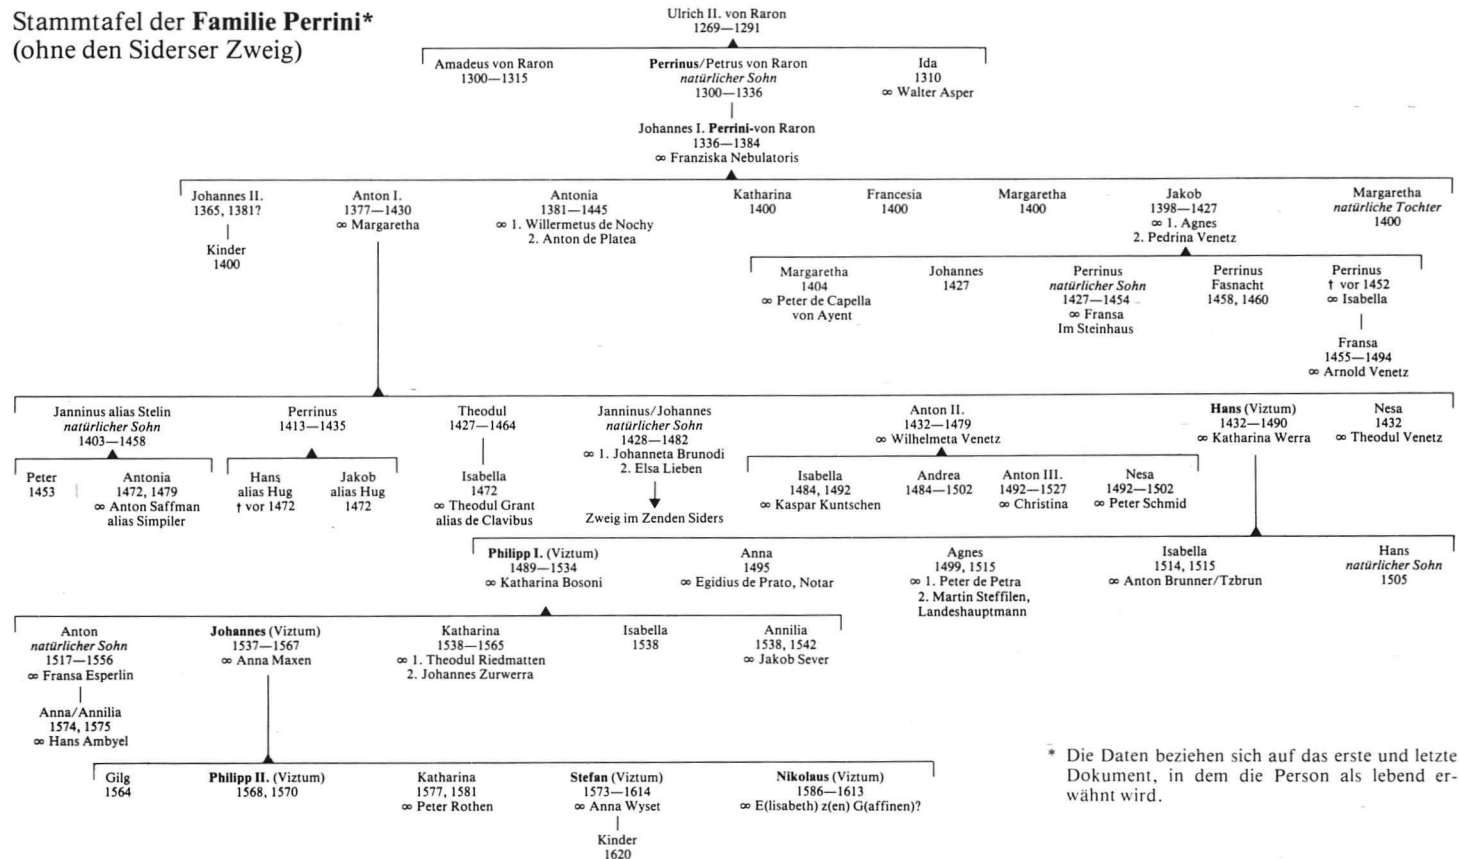 Stammtafel der Familie Perrini*
(ohne den Siderser Zweig)
Ulrich II. von Raron
1269—1291
Amadeus von Raron
1300—1315
Perrinus/Petrus von Raron
natürlicher Sohn
1300—1336
Ida
1310
∞ Walter Asper
Johannes I. Perrini-von Raron
1336—1384
∞ Franziska Nebulatoris
Johannes II.
1365, 1381?
Kinder
1400
Anton I.
1377—1430
∞ Margaretha
Antonia
1381—1445
∞ 1. Willermetus de Nochy
2. Anton de Platea
Katharina
1400
Francesia
1400
Margaretha
1400
Jakob
1398—1427
∞ 1. Agnes
2. Pedrina Venetz
Margaretha
natürliche Tochter
1400
Margaretha
1404
∞ Peter de Capella
von Ayent
Johannes
1427
Perrinus
natürlicher Sohn
1427—1454
∞ Fransa
Im Steinhaus
Perrinus
Fasnacht
1458, 1460
Perrinus
† vor 1452
∞ Isabella
Fransa
1455—1494
∞ Arnold Venetz
Janninus alias Stelin
natürlicher Sohn
1403—1458
Perrinus
1413—1435
Theodul
1427—1464
Janninus/Johannes
natürlicher Sohn
1428—1482
∞ 1. Johanneta Brunodi
2. Elsa Lieben
Anton II.
1432—1479
∞ Wilhelmeta Venetz
Hans (Viztum)
1432—1490
∞ Katharina Werra
Nesa
1432
∞ Theodul Venetz
Peter
1453
Antonia
1472, 1479
∞ Anton Saffman
alias Simpiler
Hans
alias Hug
† vor 1472
Jakob
alias Hug
1472
Isabella
1472
∞ Theodul Grant
alias de Clavibus
Zweig im Zenden Siders
Isabella
1484, 1492
∞ Kaspar Kuntschen
Andrea
1484—1502
Anton III.
1492—1527
∞ Christina
Nesa
1492—1502
∞ Peter Schmid
Philipp I. (Viztum)
1489—1534
∞ Katharina Bosoni
Anna
1495
∞ Egidius de Prato, Notar
Agnes
1499, 1515
∞ 1. Peter de Petra
2. Martin Steffilen,
Landeshauptmann
Isabella
1514, 1515
∞ Anton Brunner/Tzbrun
Hans
natürlicher Sohn
1505
Anton
natürlicher Sohn
1517—1556
∞ Fransa Esperlin
Anna/Annilia
1574, 1575
∞ Hans Ambyel
Johannes (Viztum)
1537—1567
∞ Anna Maxen
Katharina
1538—1565
∞ 1. Theodul Riedmatten
2. Johannes Zurwerra
Isabella
1538
Annilia
1538, 1542
∞ Jakob Sever
Gilg
1564
Philipp II. (Viztum)
1568, 1570
Katharina
1577, 1581
∞ Peter Rothen
Stefan (Viztum)
1573—1614
∞ Anna Wyset
Kinder
1620
Nikolaus (Viztum)
1586—1613
∞ E(lisabeth) z(en) G(affinen)?
* Die Daten beziehen sich auf das erste und letzte
Dokument, in dem die Person als lebend er-
wähnt wird.